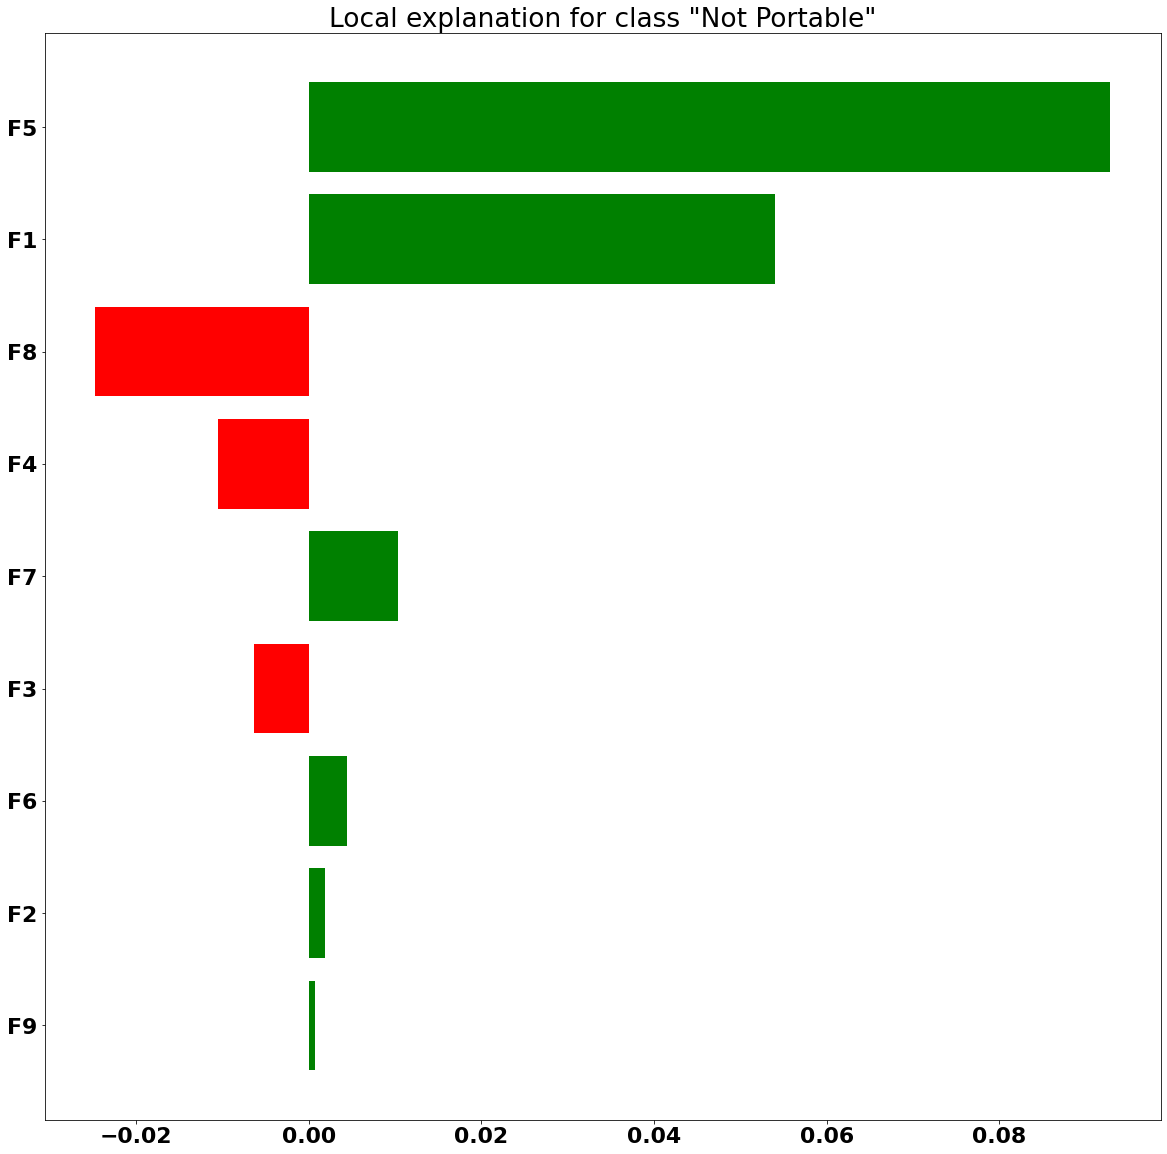 Local explanation for class "Not Portable"
F5
F1
F8
F4
F7
F3
F6
F2
F9
−0.02 0.00 0.02 0.04 0.06 0.08